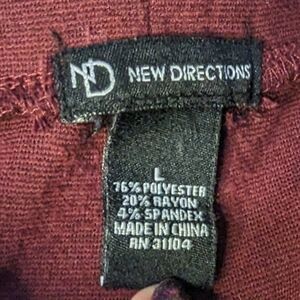 ND NEW DIRECTIONS
L
76% POLYESTER
20% RAYON
4% SPANDEX
MADE IN CHINA
RN 31104